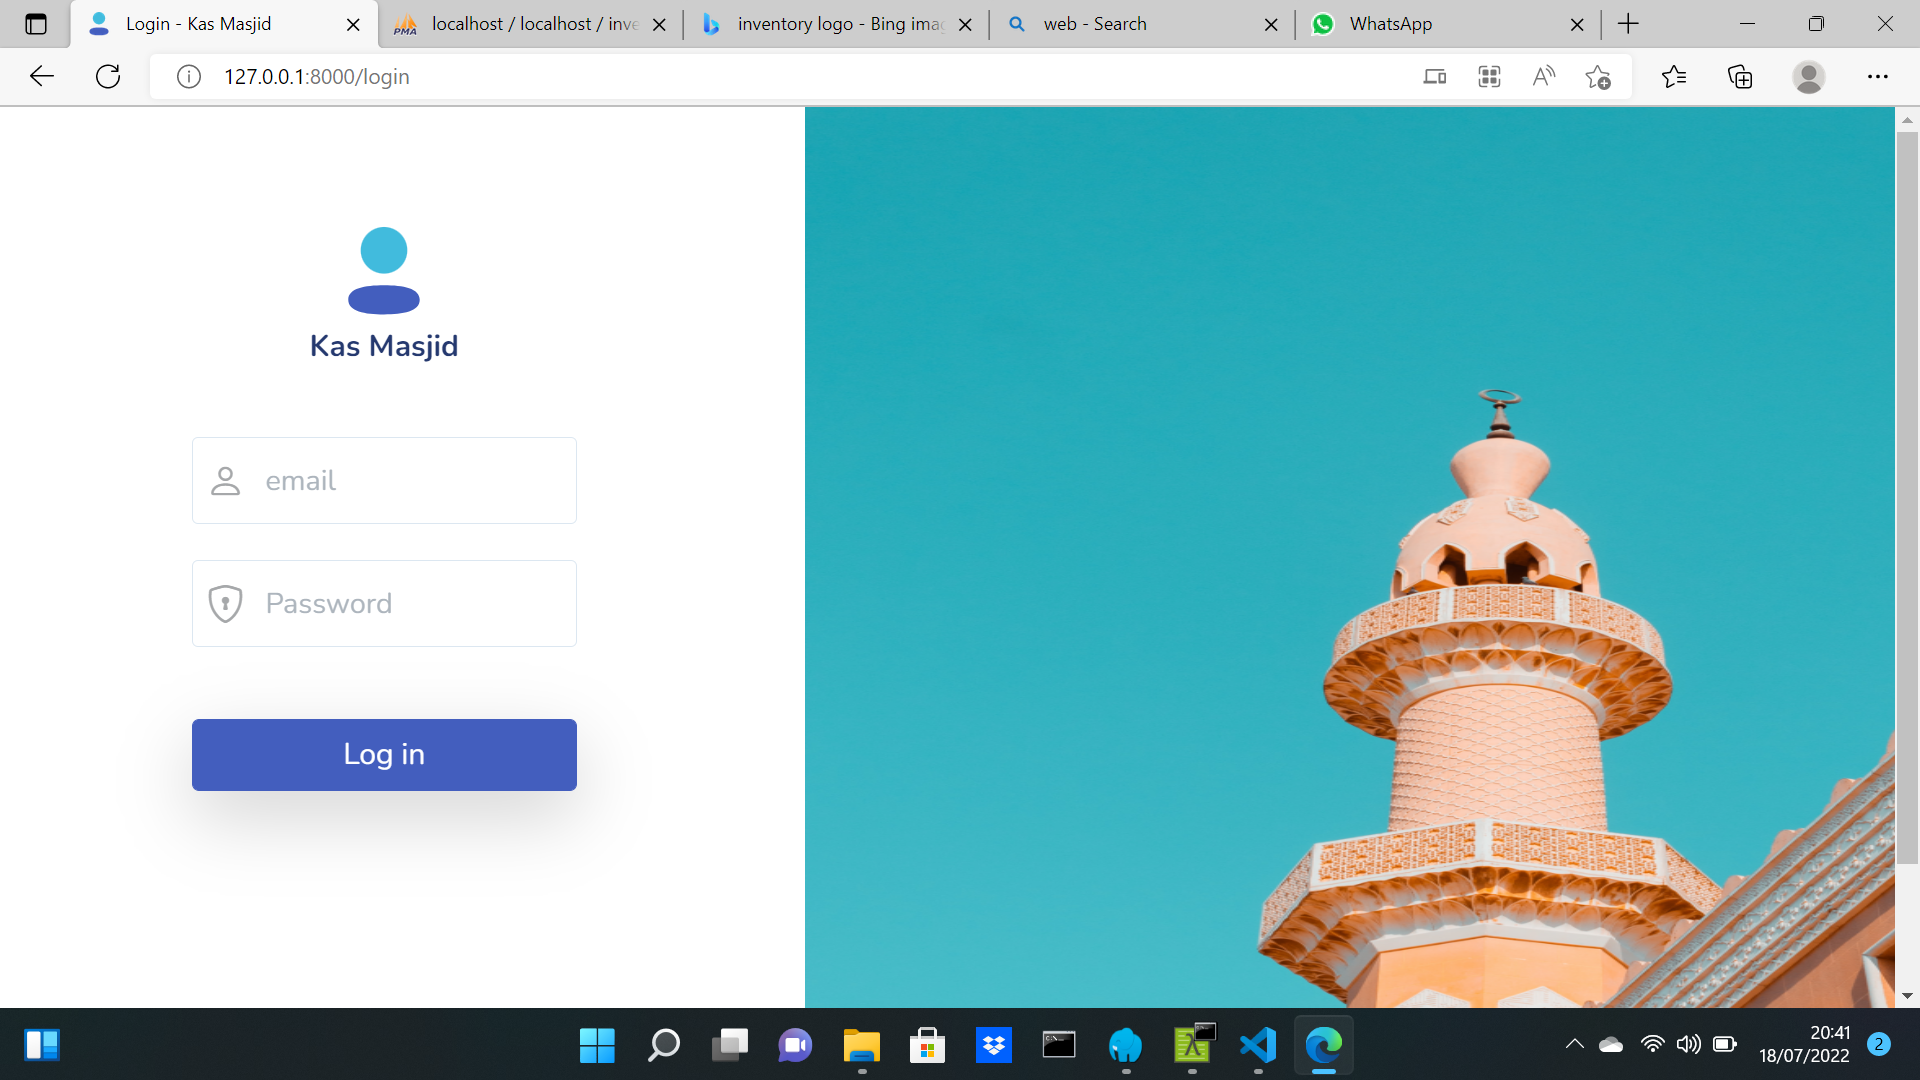 Login - Kas Masjid
localhost / localhost / inve
inventory logo - Bing imag
web - Search
WhatsApp
127.0.0.1:8000/login
Kas Masjid
email
Password
Log in
20:41
18/07/2022
2